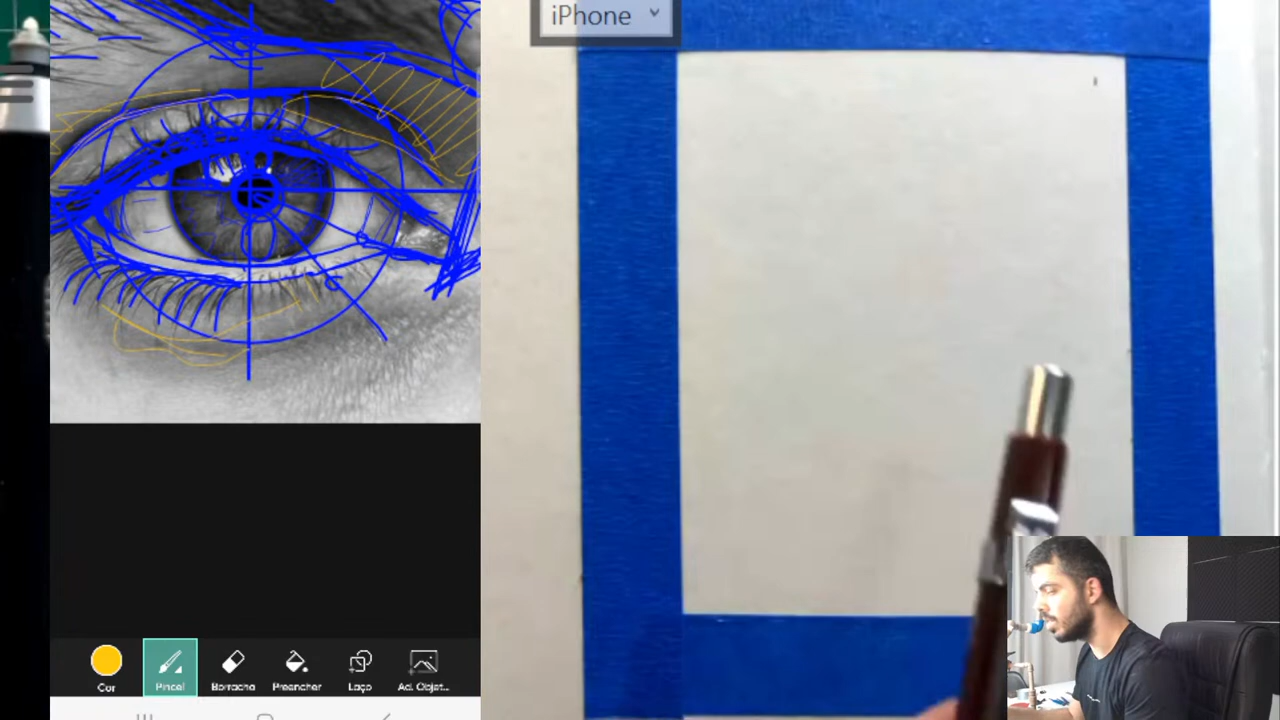 iPhone
Cor
Pincel
Borracha
Preencher
Laço
Ad. Objet...